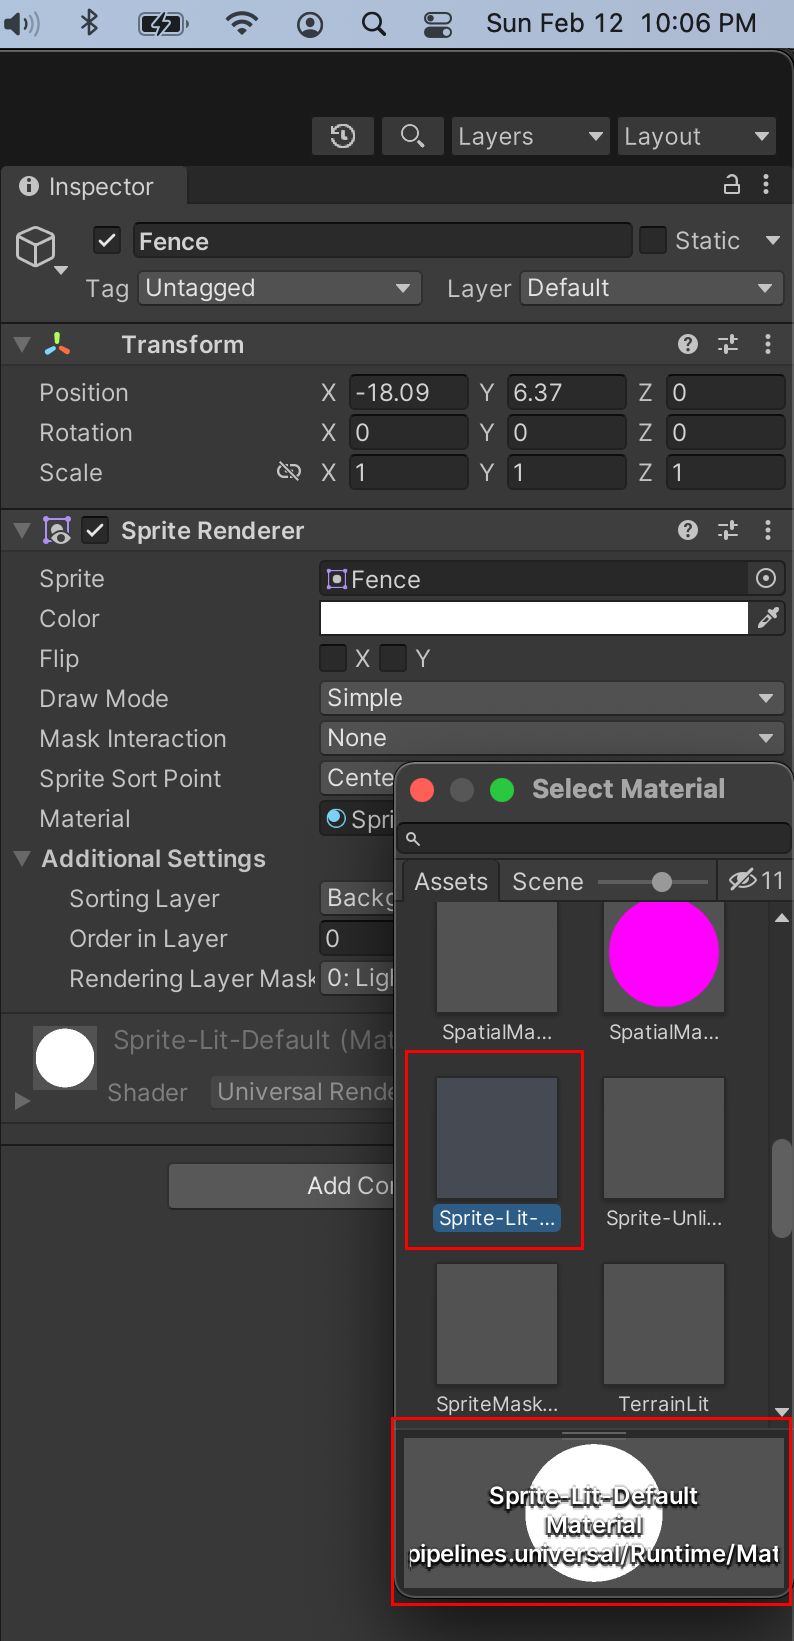 Sun Feb 12 10:06 PM
Layers Layout
Inspector
Fence Static
Tag Untagged Layer Default
Transform
Position X -18.09 Y 6.37 Z 0
Rotation X 0 Y 0 Z 0
Scale X 1 Y 1 Z 1
Sprite Renderer
Sprite Fence
Color
Flip X Y
Draw Mode Simple
Mask Interaction None
Sprite Sort Point Cente
Material Spri
Additional Settings
Sorting Layer Backg
Order in Layer 0
Rendering Layer Mask 0: Lig
Sprite-Lit-Default (Mat
Shader Universal Rende
Add Co
Select Material
Assets Scene 11
SpatialMa... SpatialMa...
Sprite-Lit-... Sprite-Unli...
SpriteMask... TerrainLit
Sprite-Lit-Default
Material
pipelines.universal/Runtime/Mat